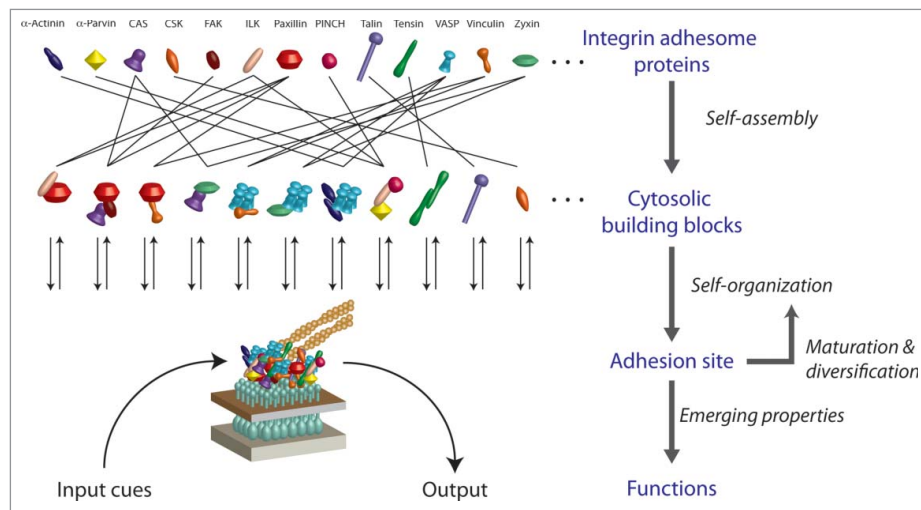 α-Actinin α-Parvin CAS CSK FAK ILK Paxillin PINCH Talin Tensin VASP Vinculin Zyxin
Integrin adhesome
proteins
Self-assembly
Cytosolic
building blocks
Self-organization
Adhesion site
Maturation &
diversification
Emerging properties
Input cues
Output
Functions